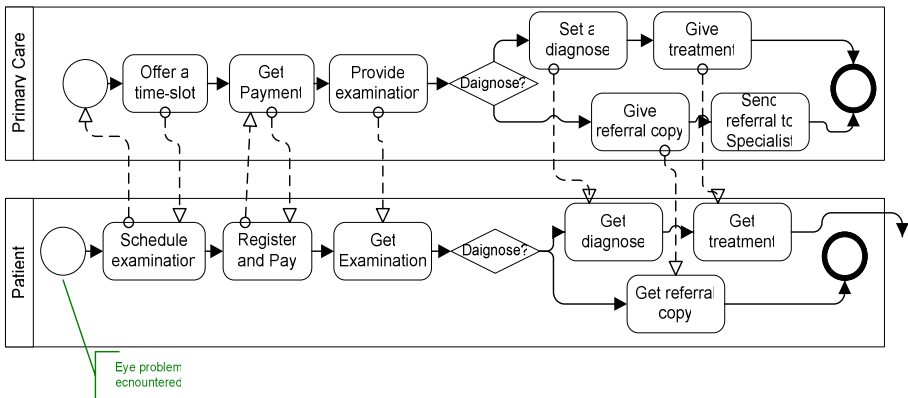 Primary Care
Offer a
time-slot
Get
Payment
Provide
examination
Daignose?
Set a
diagnose
Give
treatment
Give
referral copy
Send
referral to
Specialist
Patient
Schedule
examination
Register
and Pay
Get
Examination
Daignose?
Get
diagnose
Get
treatment
Get referral
copy
Eye problem
ecnountered